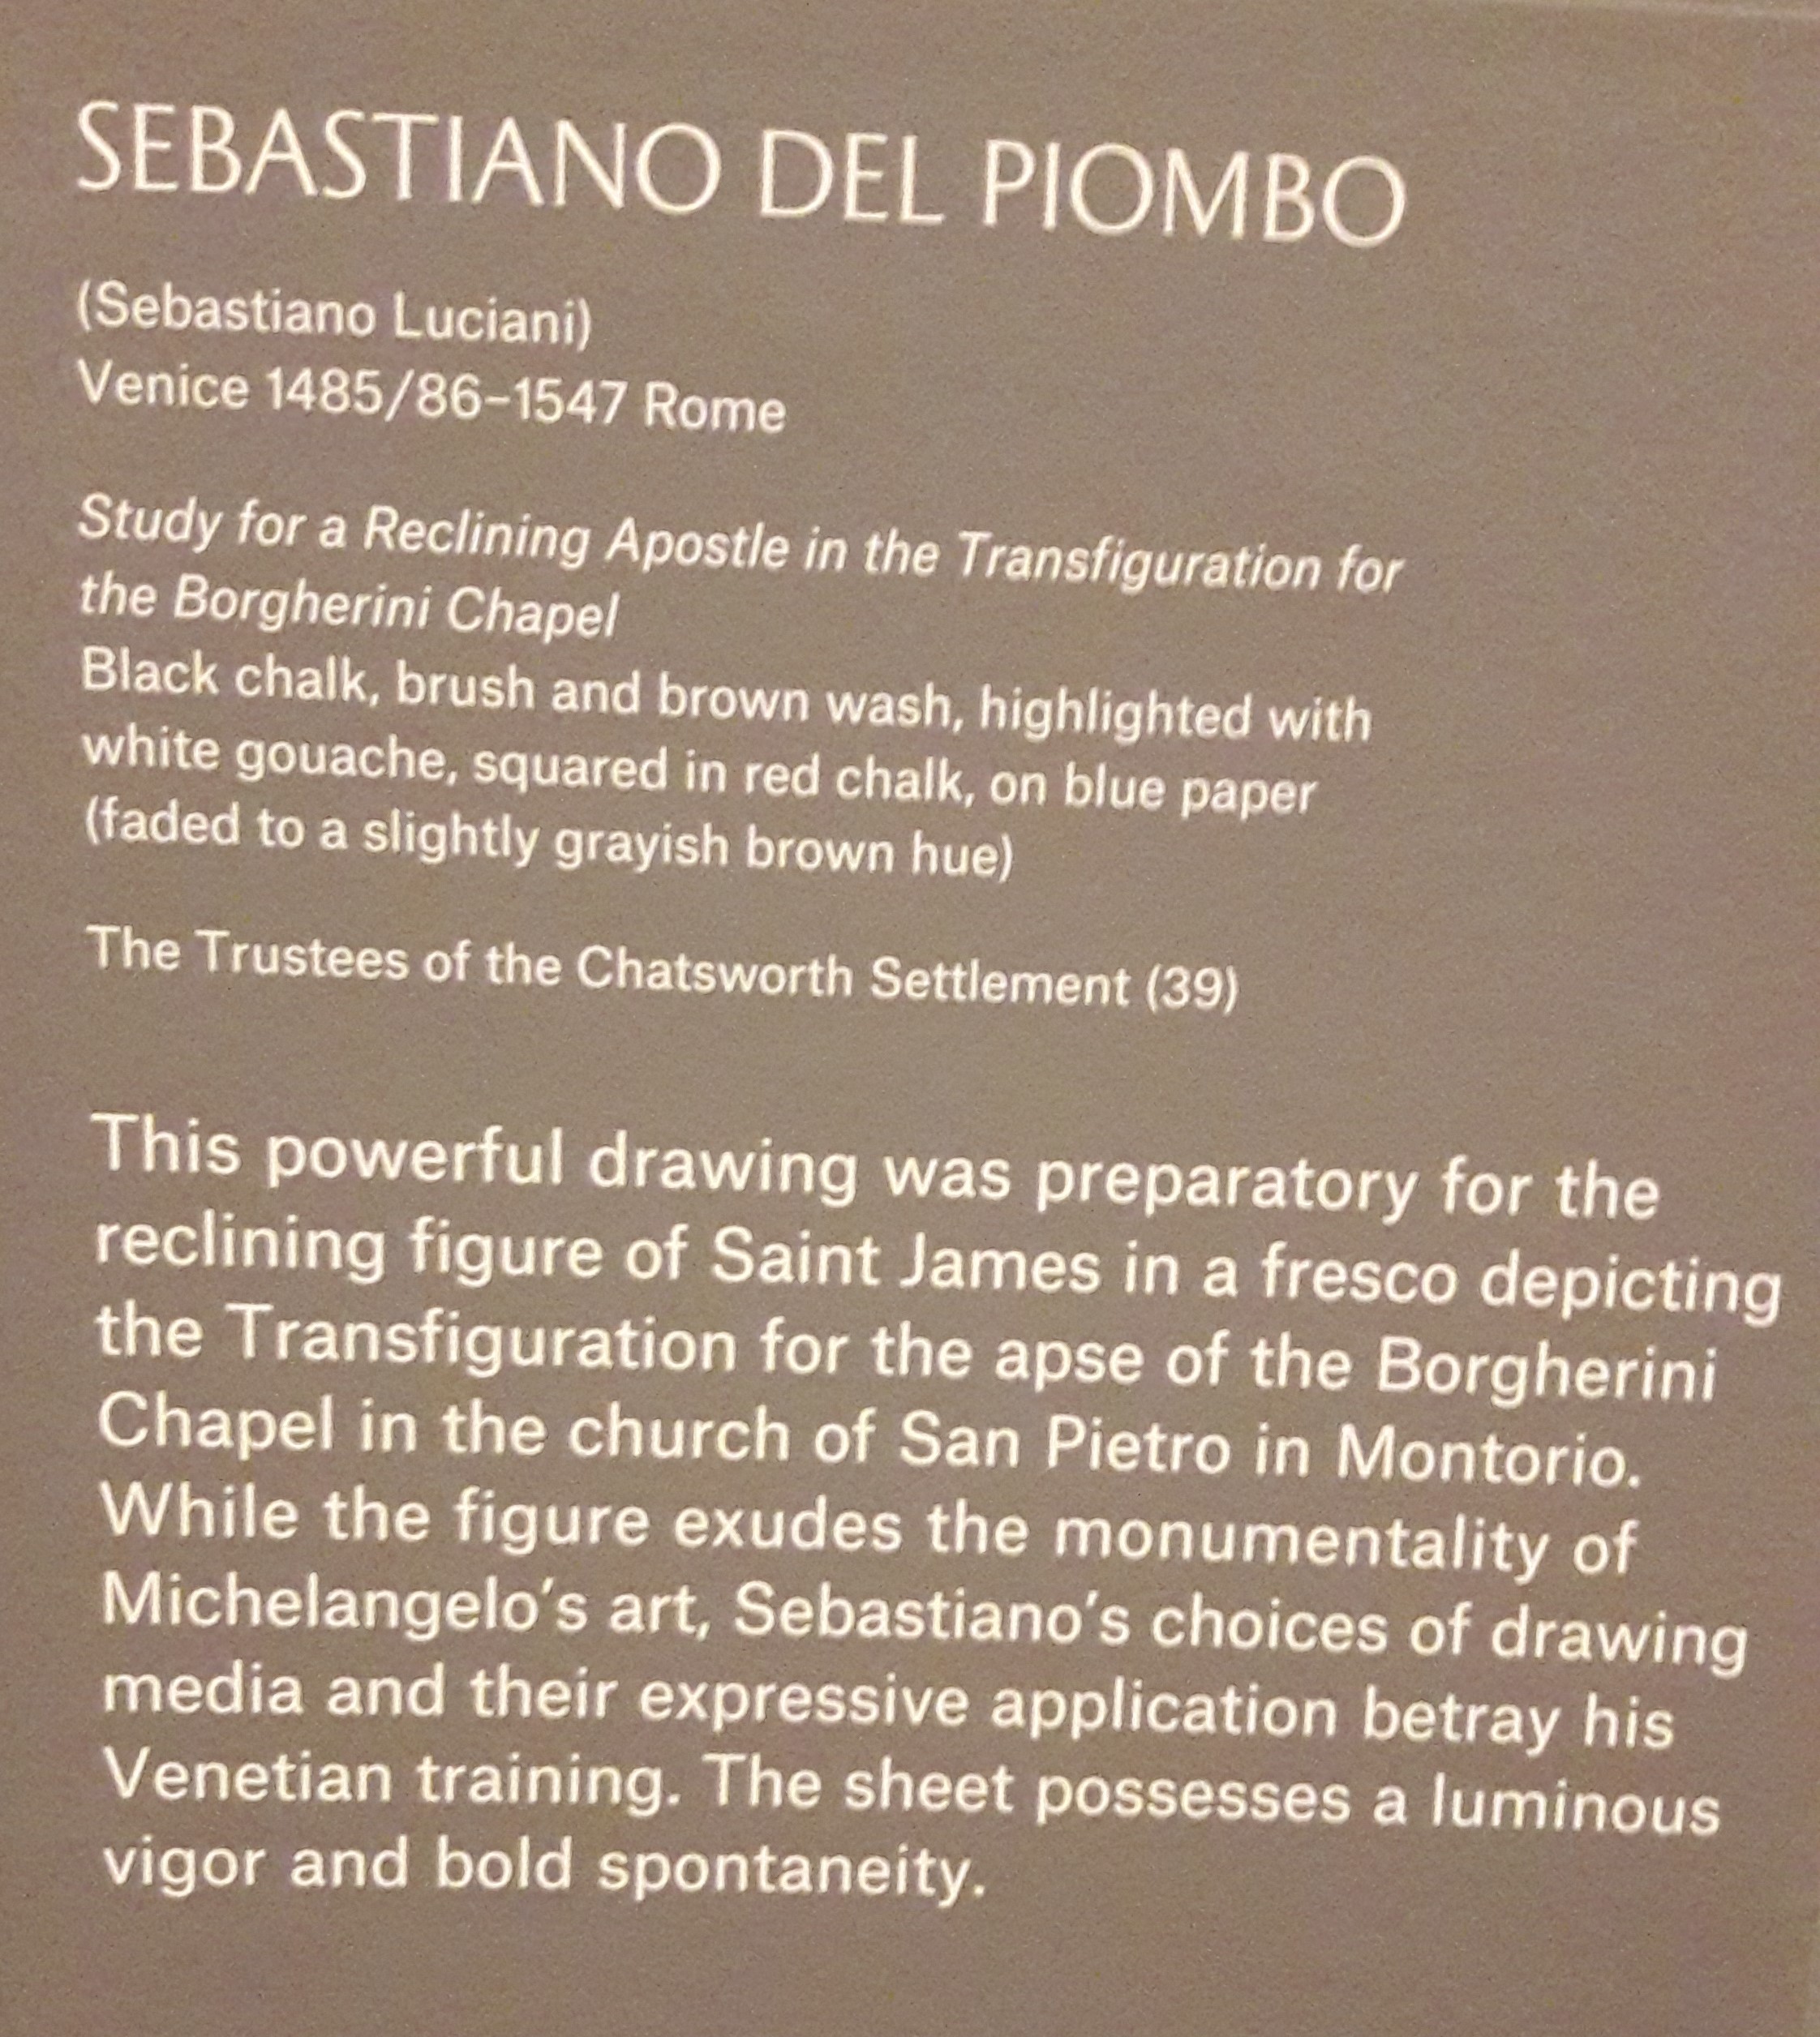 SEBASTIANO DEL PIOMBO
(Sebastiano Luciani)
Venice 1485/86–1547 Rome
Study for a Reclining Apostle in the Transfiguration for
the Borgherini Chapel
Black chalk, brush and brown wash, highlighted with
white gouache, squared in red chalk, on blue paper
(faded to a slightly grayish brown hue)
The Trustees of the Chatsworth Settlement (39)
This powerful drawing was preparatory for the
reclining figure of Saint James in a fresco depicting
the Transfiguration for the apse of the Borgherini
Chapel in the church of San Pietro in Montorio.
While the figure exudes the monumentality of
Michelangelo’s art, Sebastiano’s choices of drawing
media and their expressive application betray his
Venetian training. The sheet possesses a luminous
vigor and bold spontaneity.